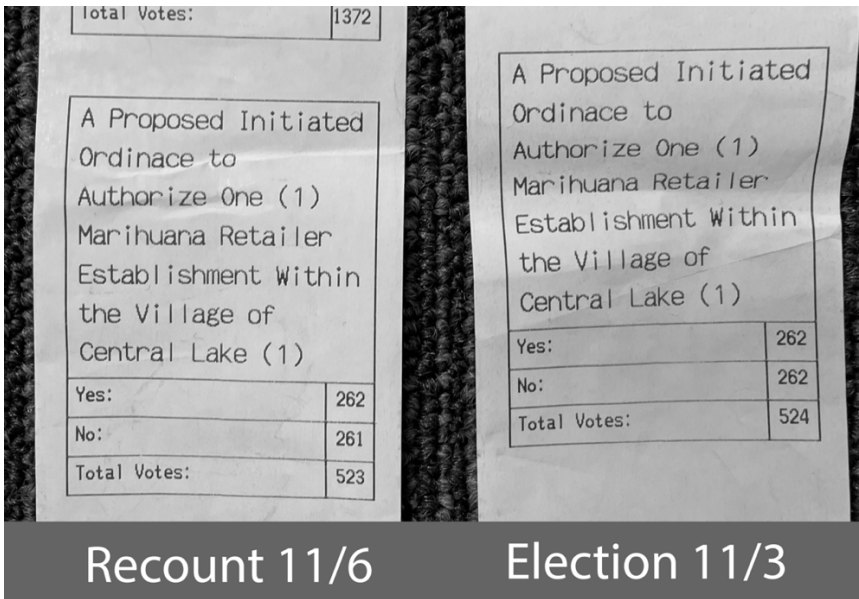 Total Votes: 1372
A Proposed Initiated
Ordinace to
Authorize One (1)
Marihuana Retailer
Establishment Within
the Village of
Central Lake (1)
Yes: 262
No: 261
Total Votes: 523
Recount 11/6
A Proposed Initiated
Ordinace to
Authorize One (1)
Marihuana Retailer
Establishment Within
the Village of
Central Lake (1)
Yes: 262
No: 262
Total Votes: 524
Election 11/3